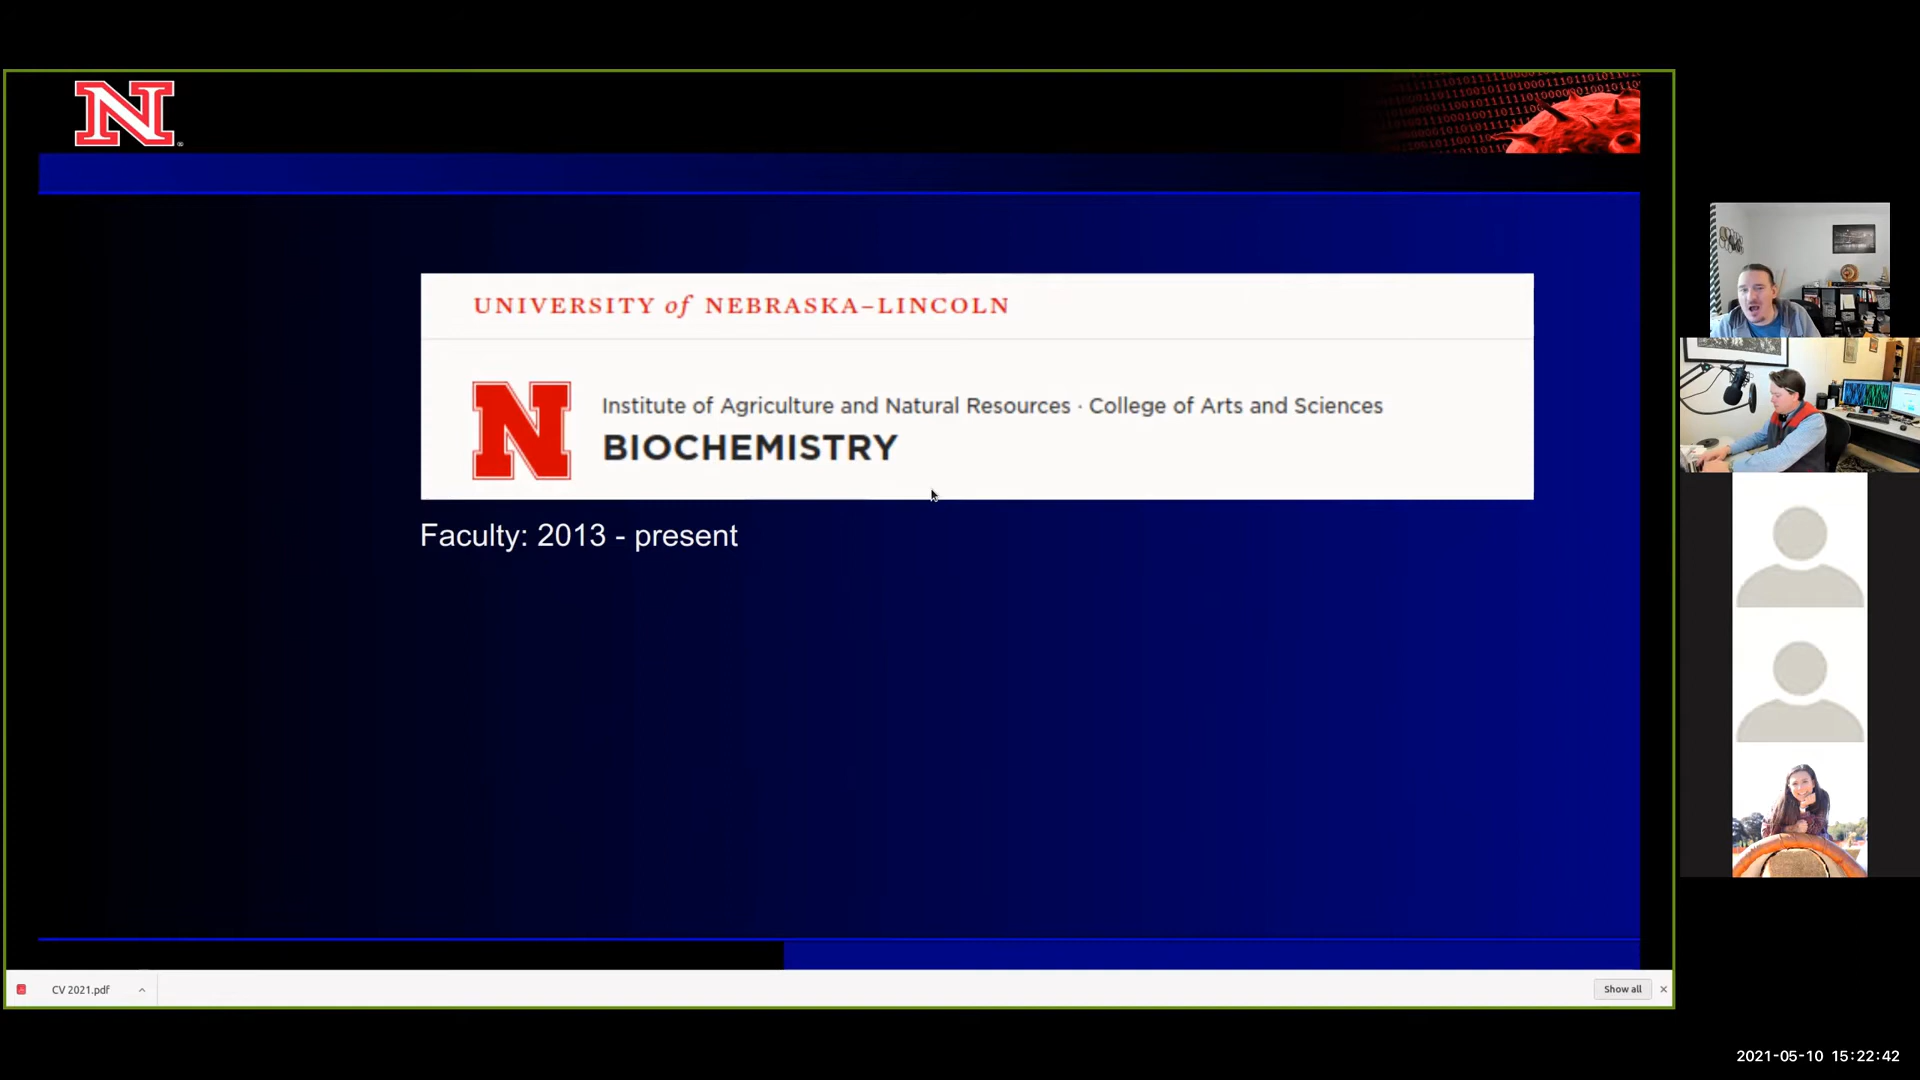 N
UNIVERSITY of NEBRASKA–LINCOLN
N
Institute of Agriculture and Natural Resources · College of Arts and Sciences
BIOCHEMISTRY
Faculty: 2013 - present
CV 2021.pdf
Show all
2021-05-10 15:22:42